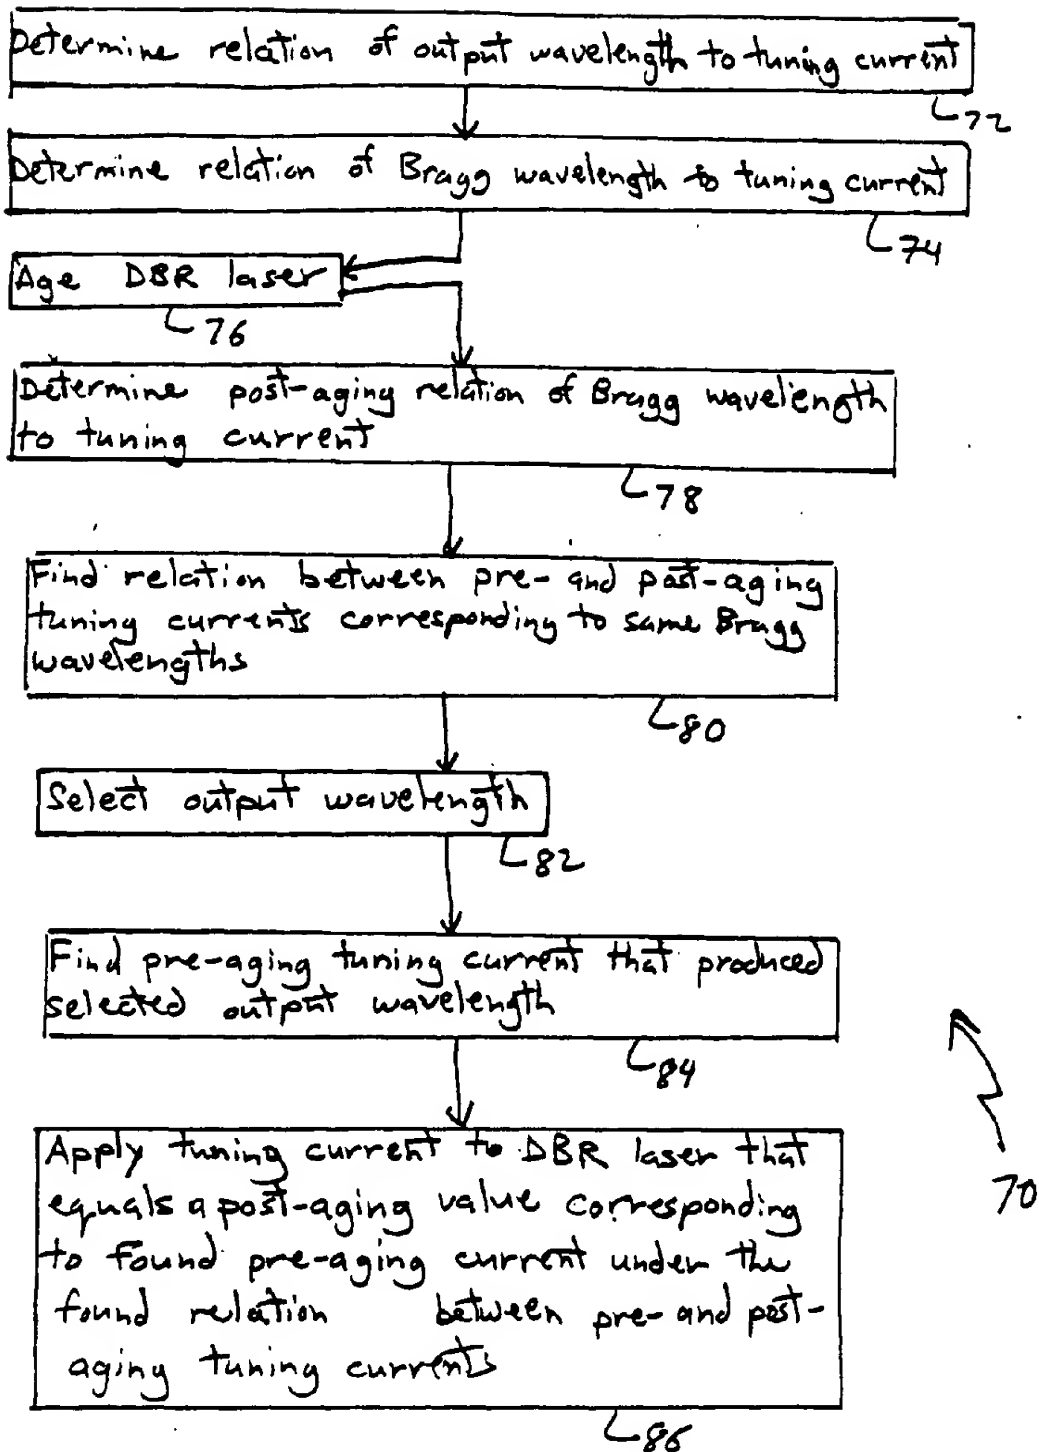 Determine relation of output wavelength to tuning current
72
Determine relation of Bragg wavelength to tuning current
74
Age DBR laser
76
Determine post-aging relation of Bragg wavelength
to tuning current
78
Find relation between pre- and post-aging
tuning currents corresponding to same Bragg
wavelengths
80
Select output wavelength
82
Find pre-aging tuning current that produced
selected output wavelength
84
70
Apply tuning current to DBR laser that
equals a post-aging value corresponding
to found pre-aging current under the
found relation between pre- and post-
aging tuning currents
86